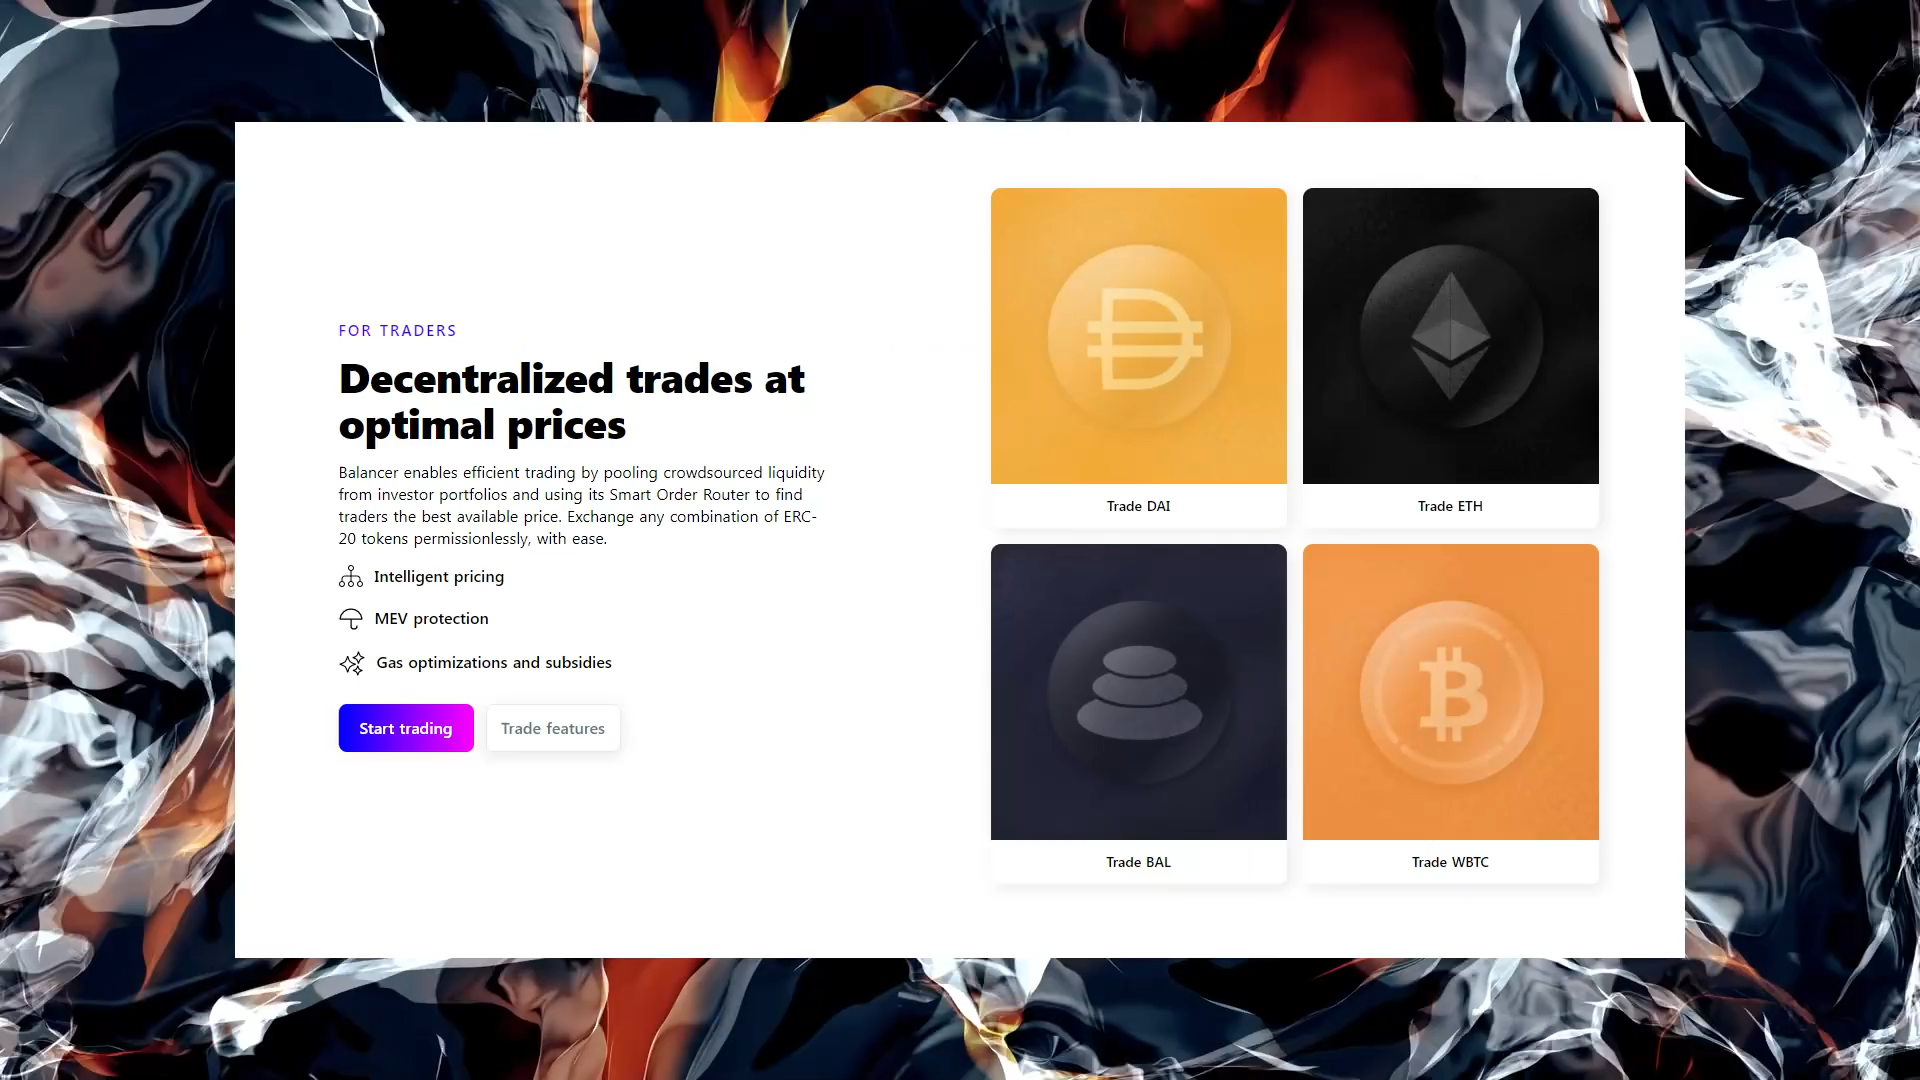 FOR TRADERS
Decentralized trades at
optimal prices
Balancer enables efficient trading by pooling crowdsourced liquidity
from investor portfolios and using its Smart Order Router to find
traders the best available price. Exchange any combination of ERC-
20 tokens permissionlessly, with ease.
Intelligent pricing
MEV protection
Gas optimizations and subsidies
Start trading
Trade features
Trade DAI
Trade ETH
Trade BAL
Trade WBTC